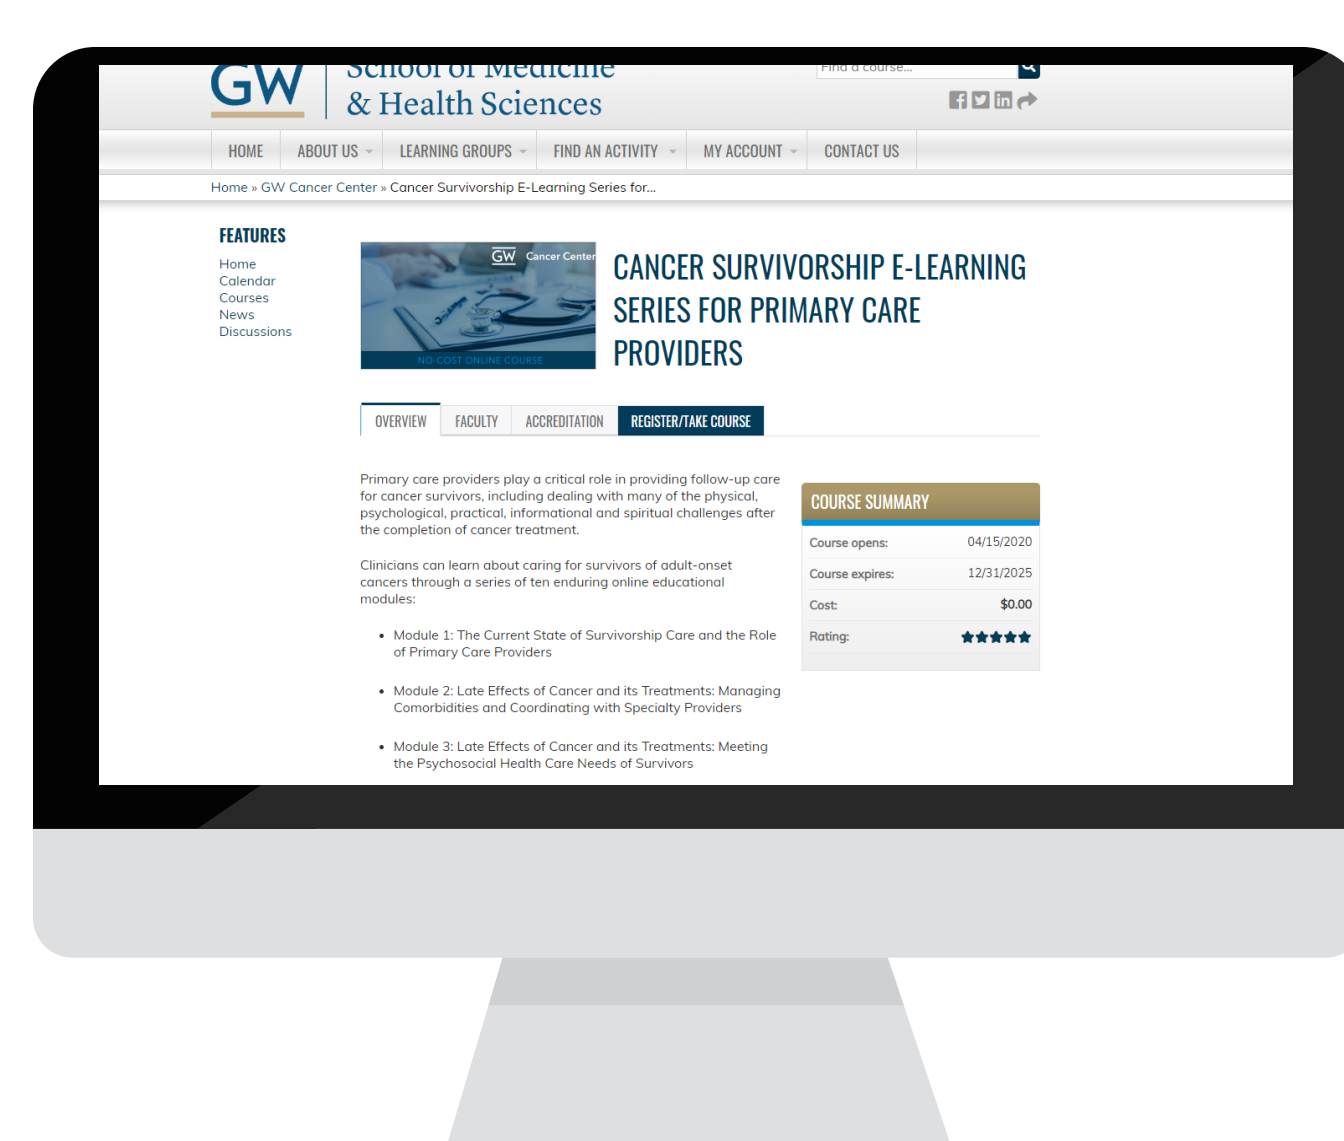 GW
School of Medicine
& Health Sciences
Find a course...
HOME
ABOUT US
LEARNING GROUPS
FIND AN ACTIVITY
MY ACCOUNT
CONTACT US
Home » GW Cancer Center » Cancer Survivorship E-Learning Series for...
FEATURES
Home
Calendar
Courses
News
Discussions
GW Cancer Center
NO-COST ONLINE COURSE
CANCER SURVIVORSHIP E-LEARNING
SERIES FOR PRIMARY CARE
PROVIDERS
OVERVIEW
FACULTY
ACCREDITATION
REGISTER/TAKE COURSE
Primary care providers play a critical role in providing follow-up care
for cancer survivors, including dealing with many of the physical,
psychological, practical, informational and spiritual challenges after
the completion of cancer treatment.
Clinicians can learn about caring for survivors of adult-onset
cancers through a series of ten enduring online educational
modules:
• Module 1: The Current State of Survivorship Care and the Role
of Primary Care Providers
• Module 2: Late Effects of Cancer and its Treatments: Managing
Comorbidities and Coordinating with Specialty Providers
• Module 3: Late Effects of Cancer and its Treatments: Meeting
the Psychosocial Health Care Needs of Survivors
COURSE SUMMARY
Course opens: 04/15/2020
Course expires: 12/31/2025
Cost: $0.00
Rating: